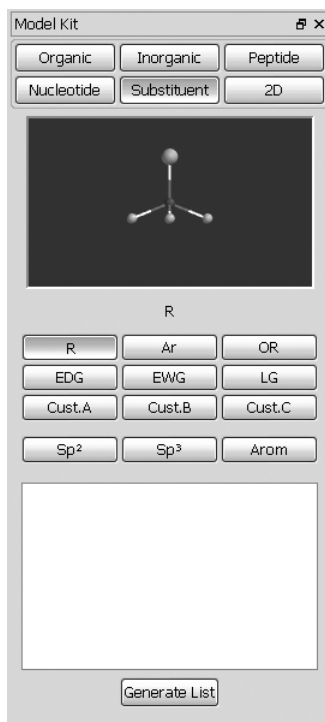 Model Kit
Organic Inorganic Peptide
Nucleotide Substituent 2D
R
R Ar OR
EDG EWG LG
Cust.A Cust.B Cust.C
Sp² Sp³ Arom
Generate List